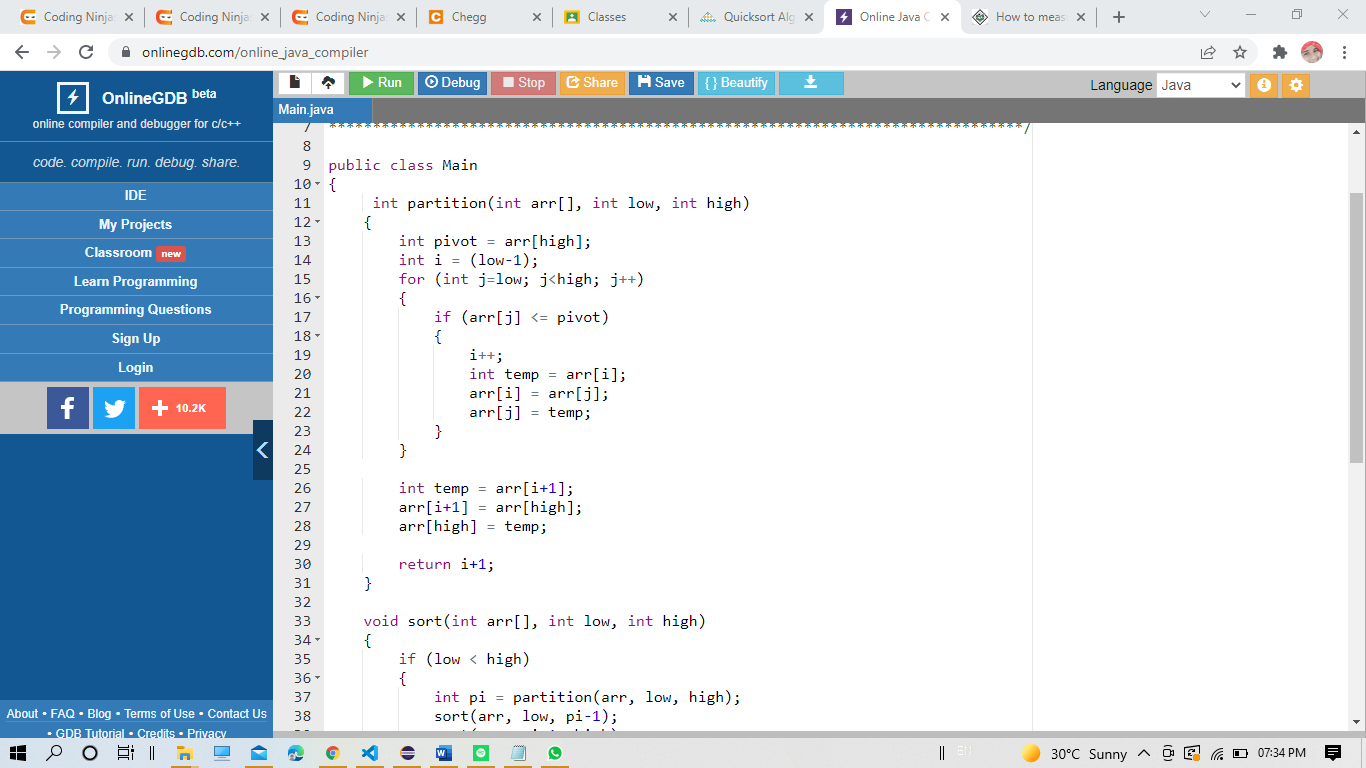 Coding Ninja
Coding Ninja
Coding Ninja
Chegg
Classes
Quicksort Alg
Online Java C
How to meas
onlinegdb.com/online_java_compiler
OnlineGDB beta
online compiler and debugger for c/c++
code. compile. run. debug. share.
IDE
My Projects
Classroom new
Learn Programming
Programming Questions
Sign Up
Login
10.2K
About • FAQ • Blog • Terms of Use • Contact Us
• GDB Tutorial • Credits • Privacy
Run
Debug
Stop
Share
Save
{ } Beautify
Language Java
Main.java
7 *******************************************************************************/
8
9 public class Main
10 {
11 int partition(int arr[], int low, int high)
12 {
13 int pivot = arr[high];
14 int i = (low-1);
15 for (int j=low; j<high; j++)
16 {
17 if (arr[j] <= pivot)
18 {
19 i++;
20 int temp = arr[i];
21 arr[i] = arr[j];
22 arr[j] = temp;
23 }
24 }
25
26 int temp = arr[i+1];
27 arr[i+1] = arr[high];
28 arr[high] = temp;
29
30 return i+1;
31 }
32
33 void sort(int arr[], int low, int high)
34 {
35 if (low < high)
36 {
37 int pi = partition(arr, low, high);
38 sort(arr, low, pi-1);
30°C Sunny
07:34 PM